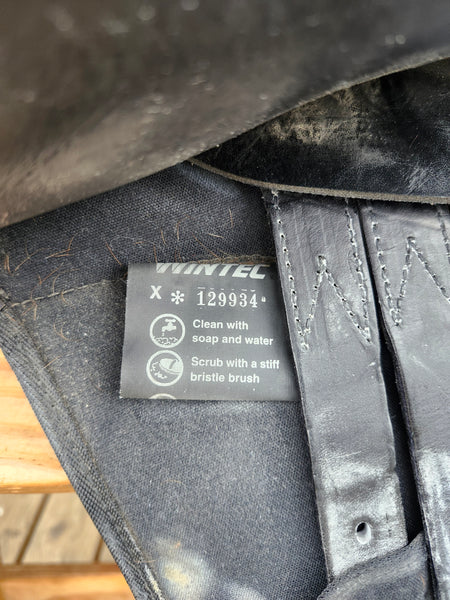 WINTEC
X * 129934
Clean with
soap and water
Scrub with a stiff
bristle brush